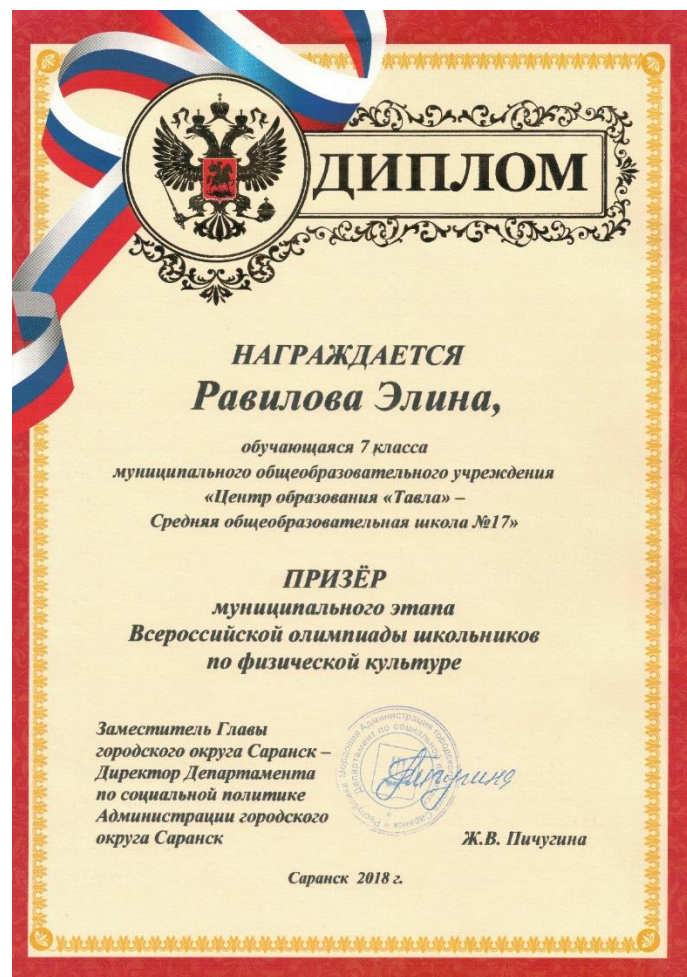 ДИПЛОМ
НАГРАЖДАЕТСЯ
Равилова Элина,
обучающаяся 7 класса
муниципального общеобразовательного учреждения
«Центр образования «Тавла» –
Средняя общеобразовательная школа №17»
ПРИЗЁР
муниципального этапа
Всероссийской олимпиады школьников
по физической культуре
Заместитель Главы
городского округа Саранск –
Директор Департамента
по социальной политике
Администрации городского
округа Саранск
Ж.В. Пичугина
Саранск 2018 г.